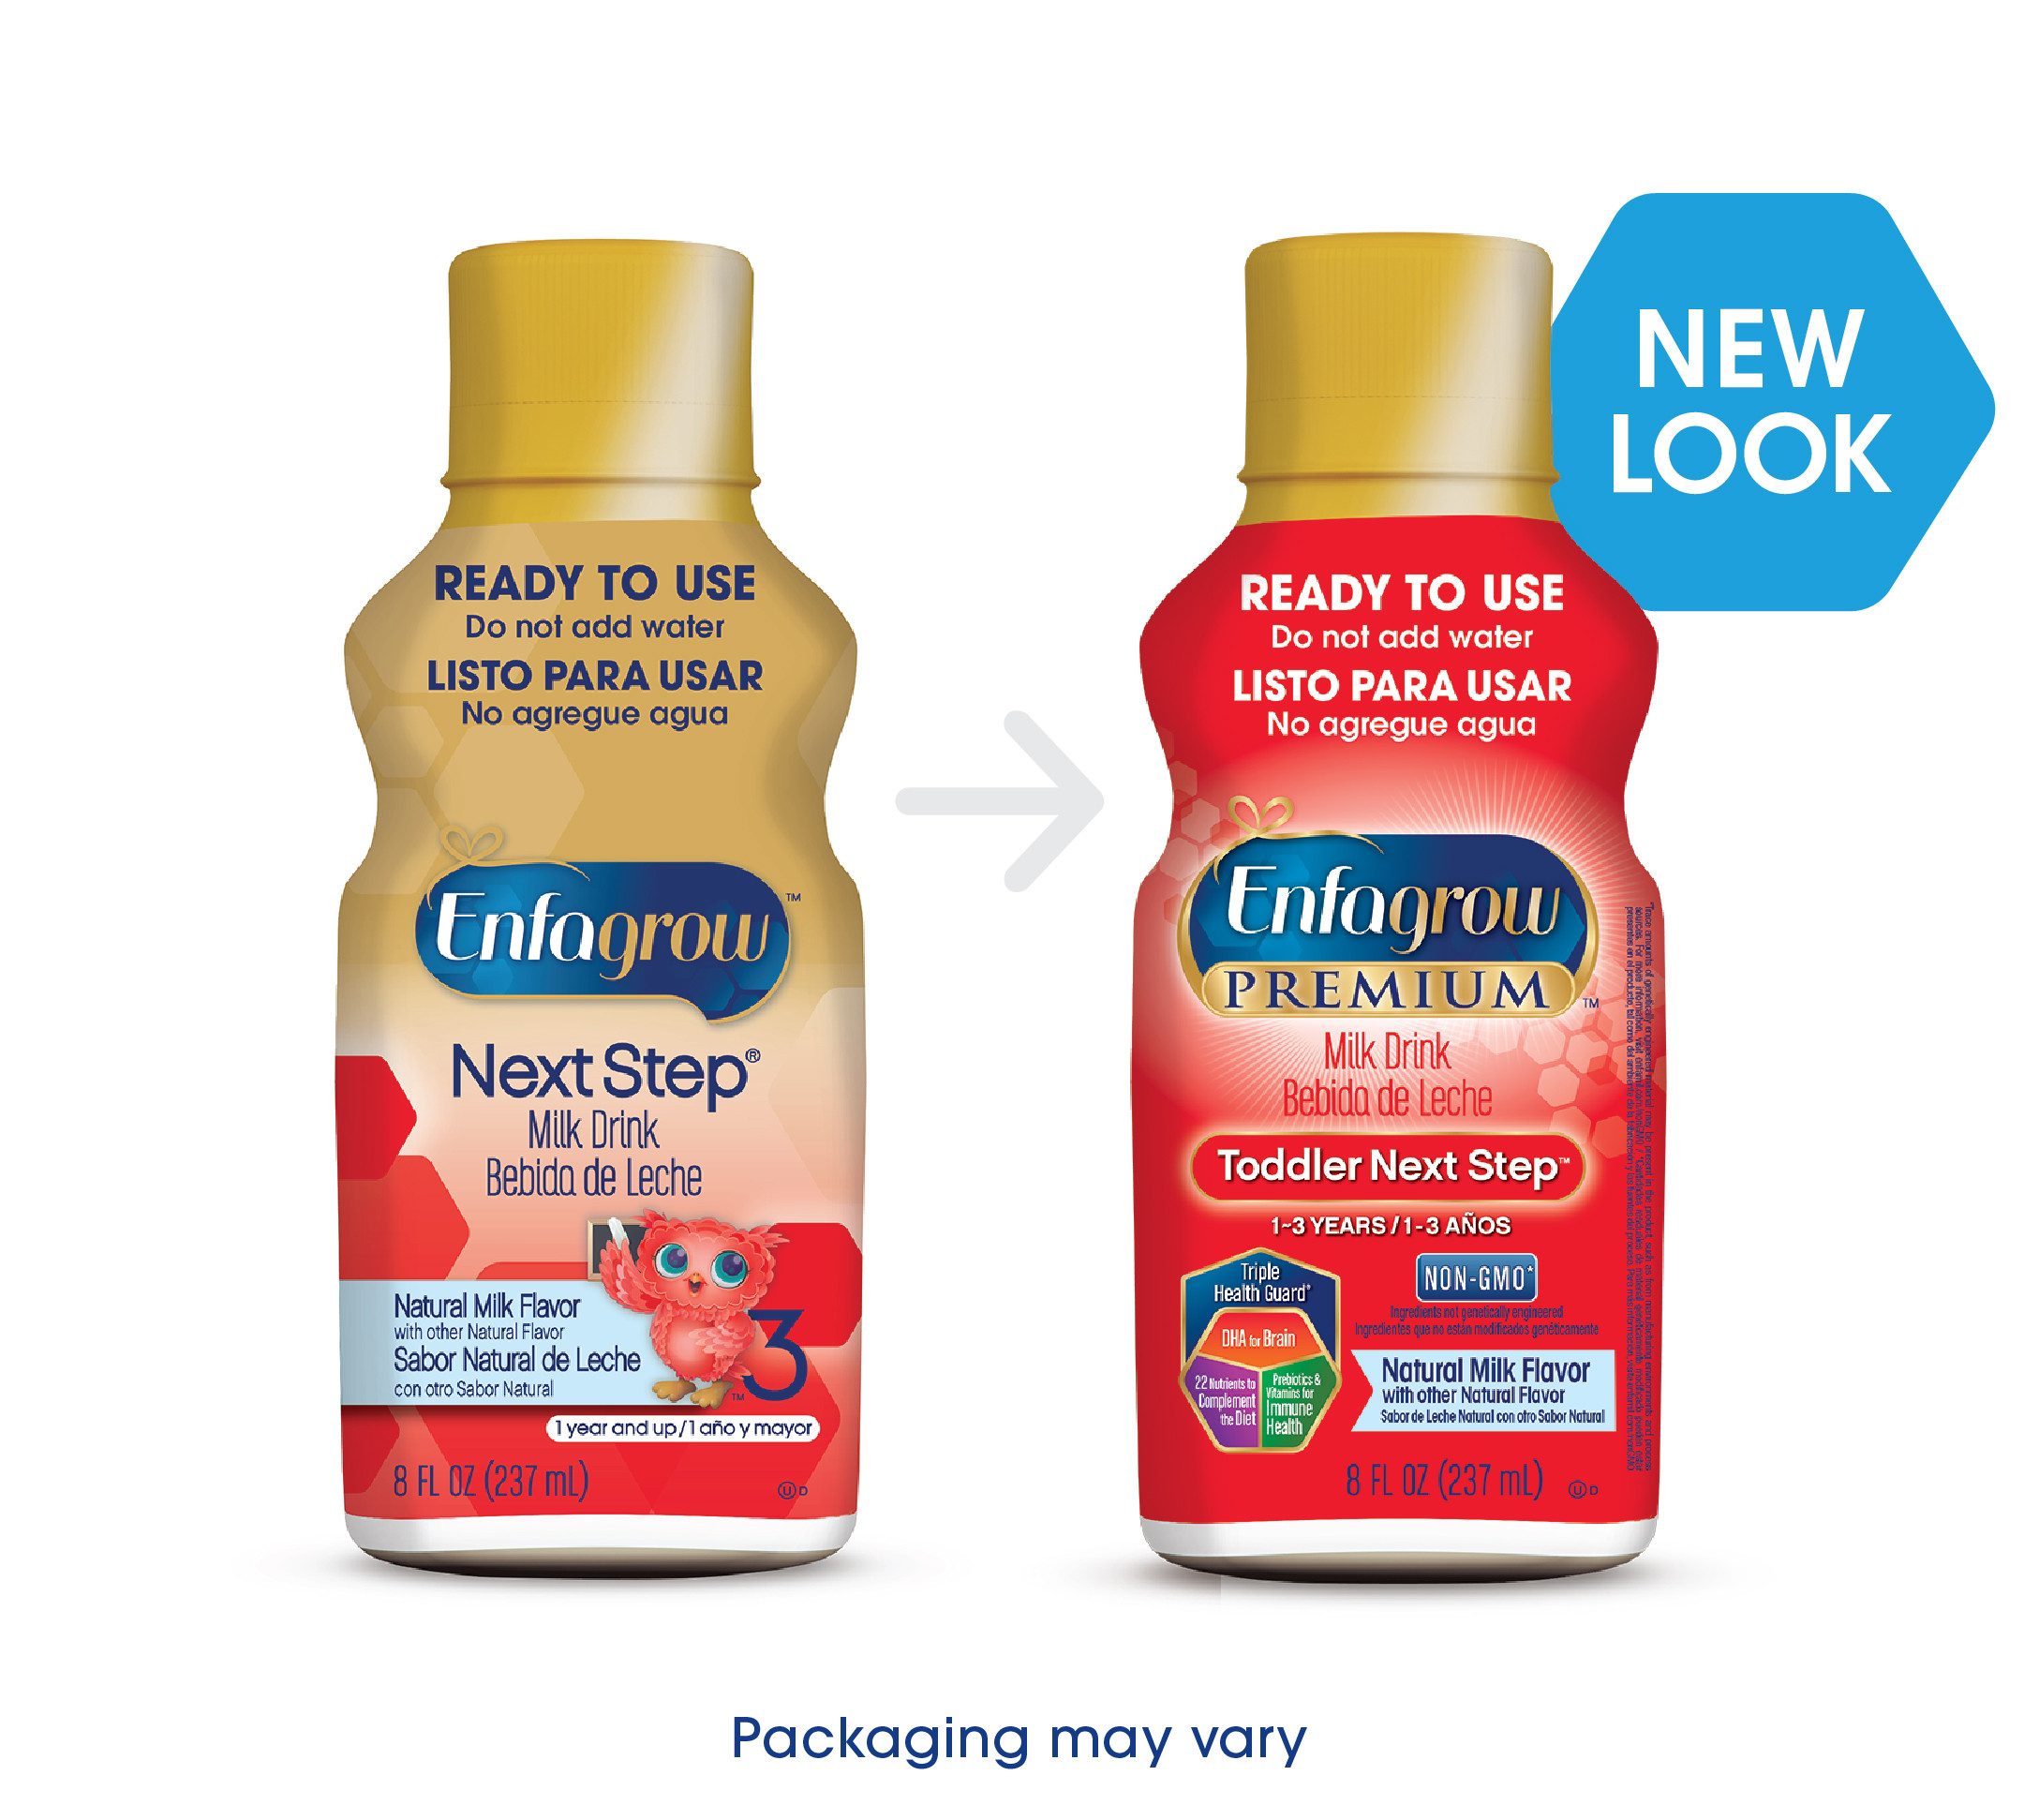 NEW
LOOK
READY TO USE
Do not add water
LISTO PARA USAR
No agregue agua
Enfagrow™
Next Step®
Milk Drink
Bebida de Leche
Natural Milk Flavor
with other Natural Flavor
Sabor Natural de Leche
con otro Sabor Natural
™
3
1 year and up/1 año y mayor
8 FL OZ (237 mL)
U D
READY TO USE
Do not add water
LISTO PARA USAR
No agregue agua
Enfagrow
PREMIUM™
Milk Drink
Bebida de Leche
Toddler Next Step™
1-3 YEARS / 1-3 AÑOS
Triple
Health Guard*
DHA for Brain
22 Nutrients to
Complement
the Diet
Prebiotics &
Vitamins for
Immune
Health
NON-GMO*
Ingredients not genetically engineered
Ingredientes que no están modificados genéticamente
Natural Milk Flavor
with other Natural Flavor
Sabor de Leche Natural con otro Sabor Natural
8 FL OZ (237 mL)
U D
Packaging may vary